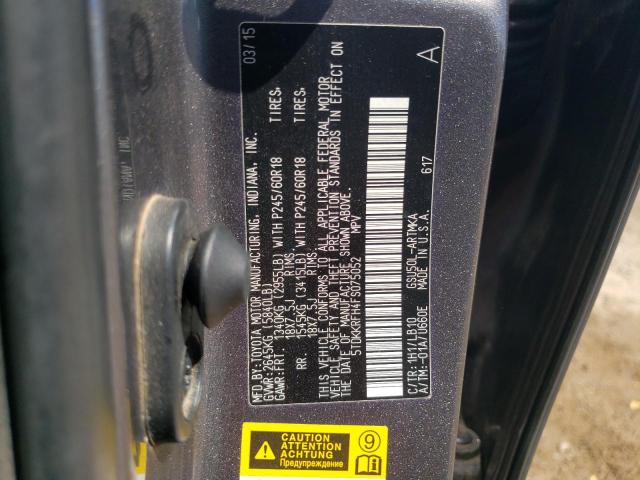 MFD.BY:TOYOTA MOTOR MANUFACTURING, INDIANA, INC. 03/15
GVWR:2645KG (5840LB)
GAWR:FRT. 1340KG (2955LB) WITH P245/60R18 TIRES,
18X7.5J RIMS.
RR. 1545KG (3415LB) WITH P245/60R18 TIRES,
18X7.5J RIMS.
THIS VEHICLE CONFORMS TO ALL APPLICABLE FEDERAL MOTOR
VEHICLE SAFETY AND THEFT PREVENTION STANDARDS IN EFFECT ON
THE DATE OF MANUFACTURE SHOWN ABOVE.
5TDKKRFH4FS075052 MPV
C/TR:1H1/LB10 GSU50L-ARTMKA
A/TM:-01A/U660E MADE IN U.S.A. 617
A
CAUTION
ATTENTION
Предупреждение
9